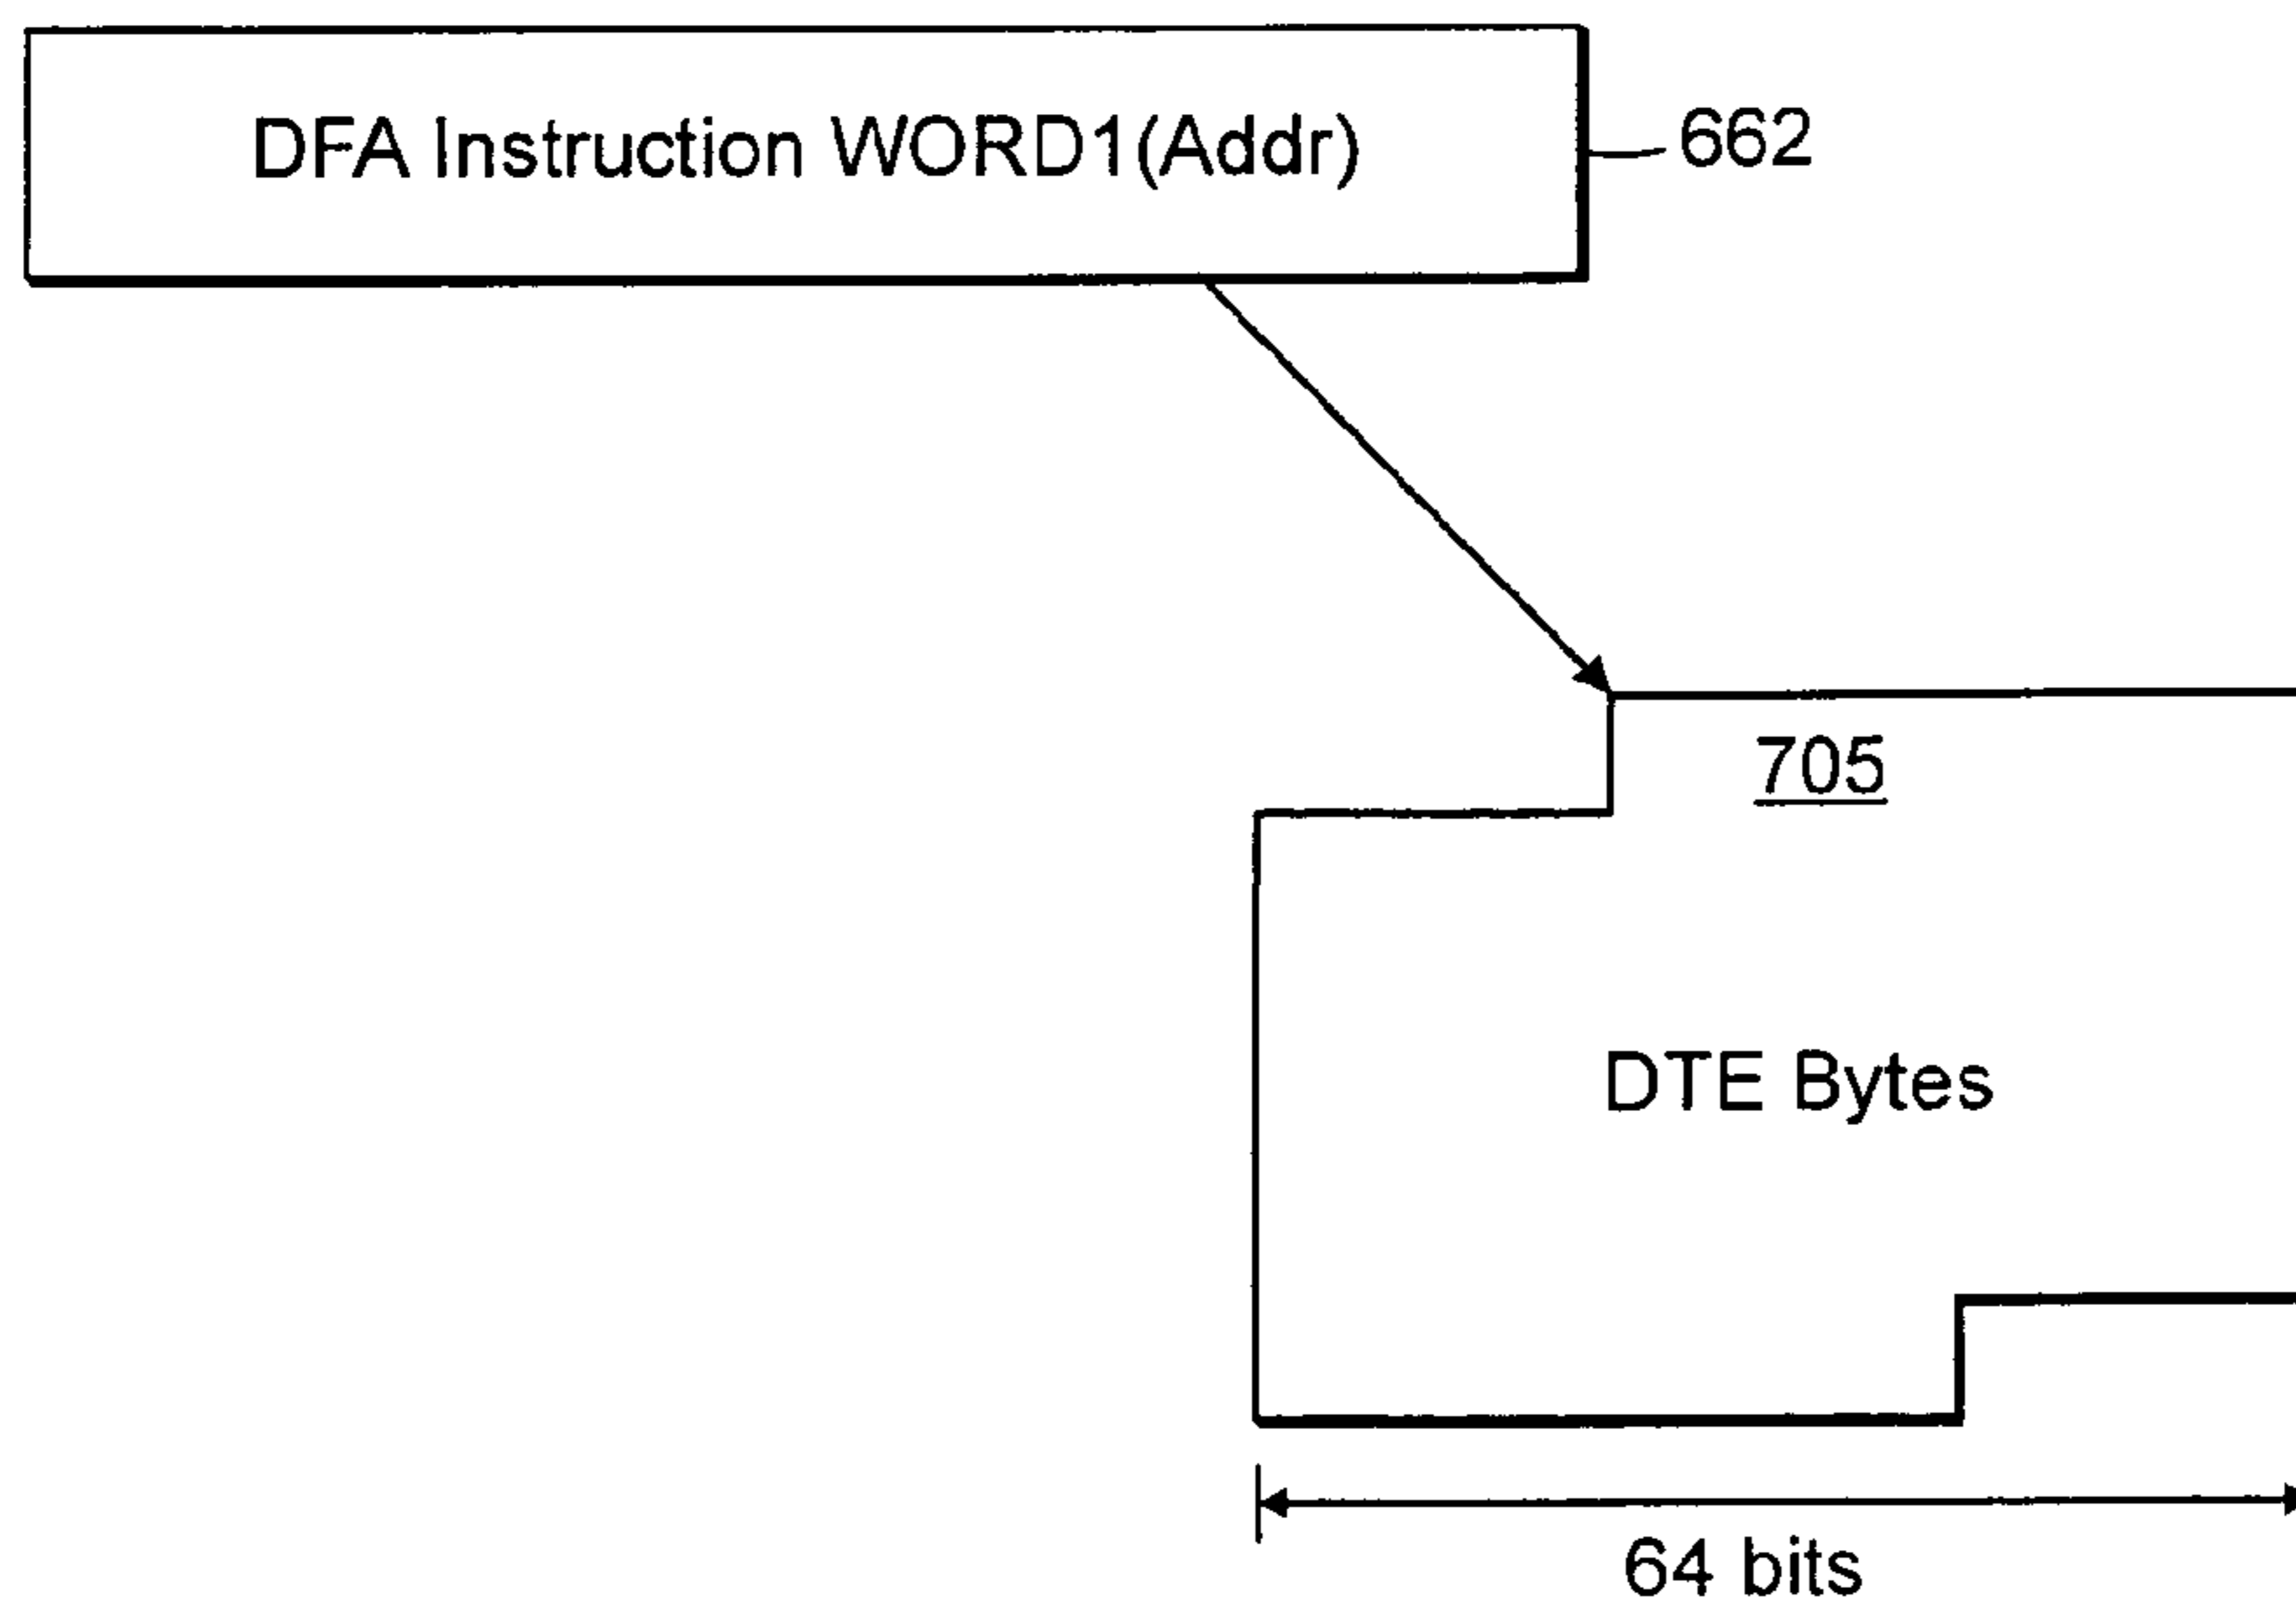 DFA Instruction WORD1(Addr)
662
705
DTE Bytes
64 bits